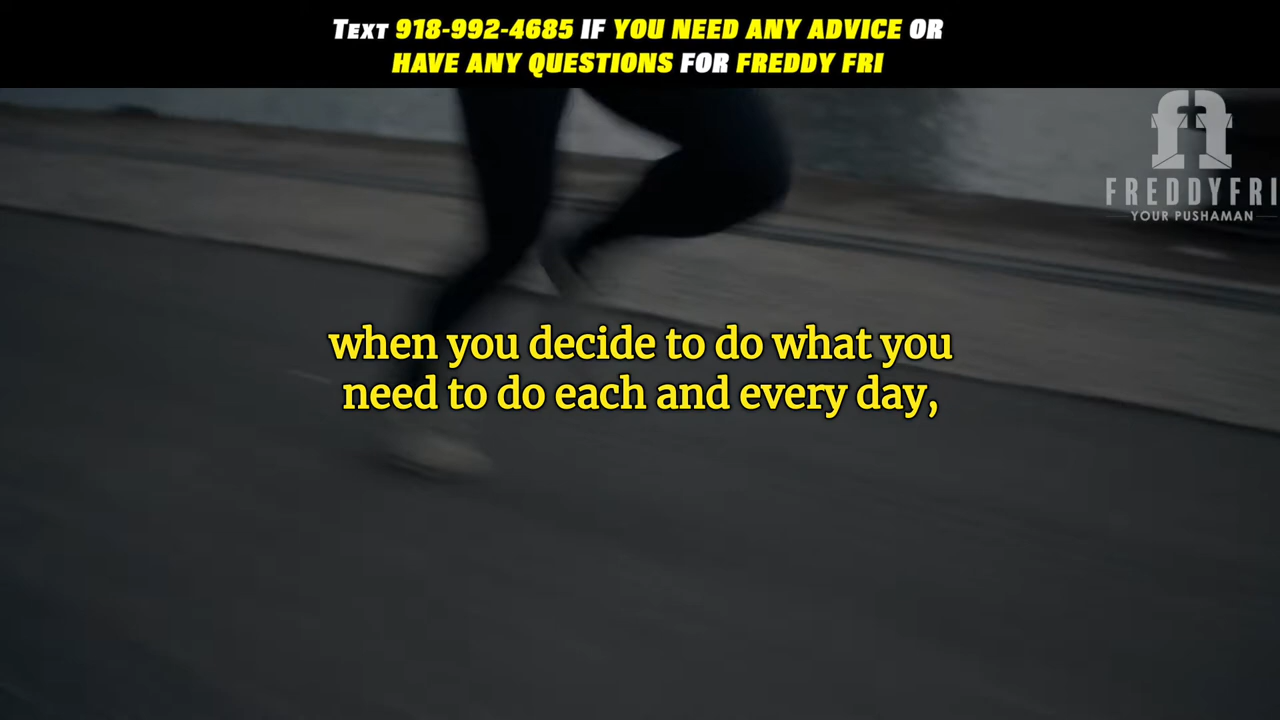 Text 918-992-4685 IF YOU NEED ANY ADVICE OR
HAVE ANY QUESTIONS FOR FREDDY FRI
FREDDYFRI
YOUR PUSHAMAN
when you decide to do what you
need to do each and every day,